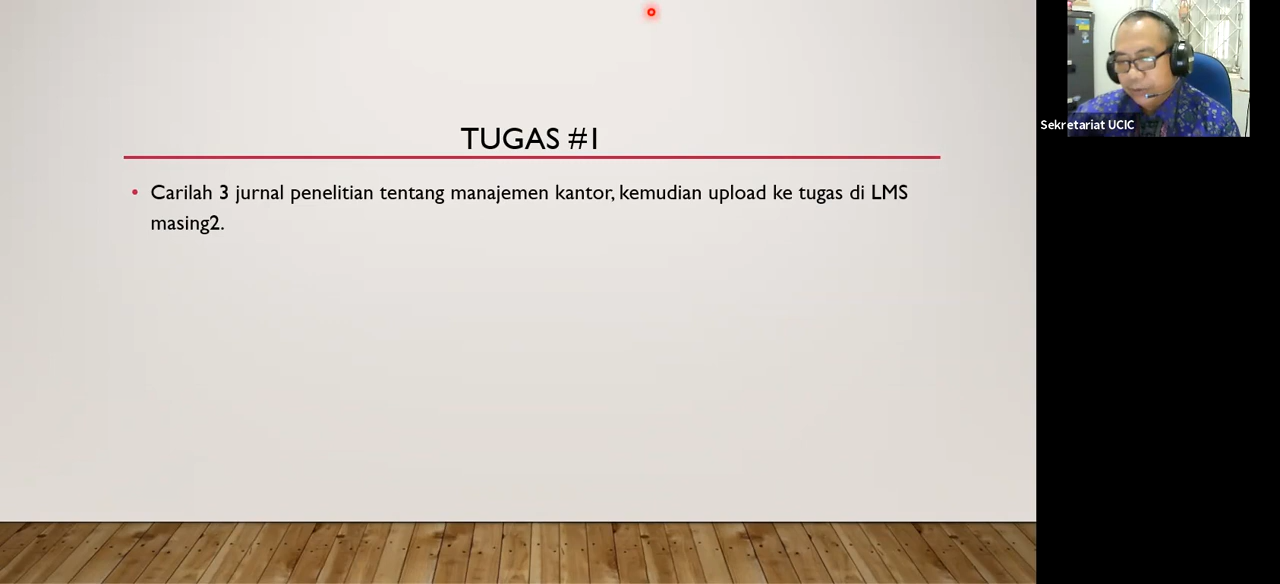 TUGAS #1
• Carilah 3 jurnal penelitian tentang manajemen kantor, kemudian upload ke tugas di LMS
masing2.
Sekretariat UCIC